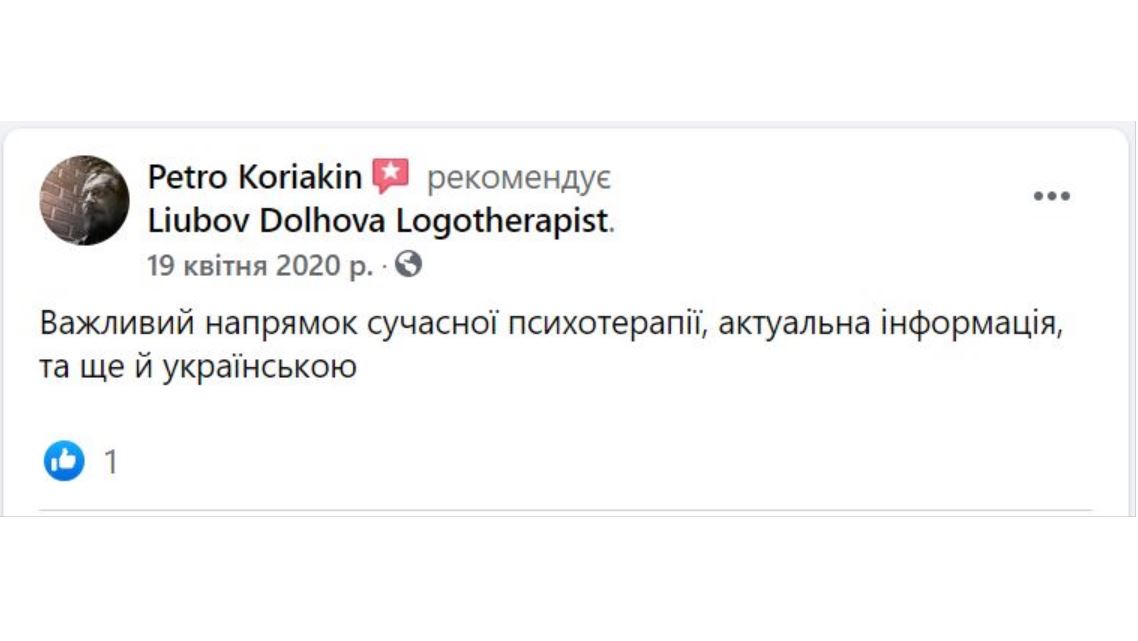 Petro Koriakin рекомендує
Liubov Dolhova Logotherapist.
19 квітня 2020 р. ·
Важливий напрямок сучасної психотерапії, актуальна інформація,
та ще й українською
1